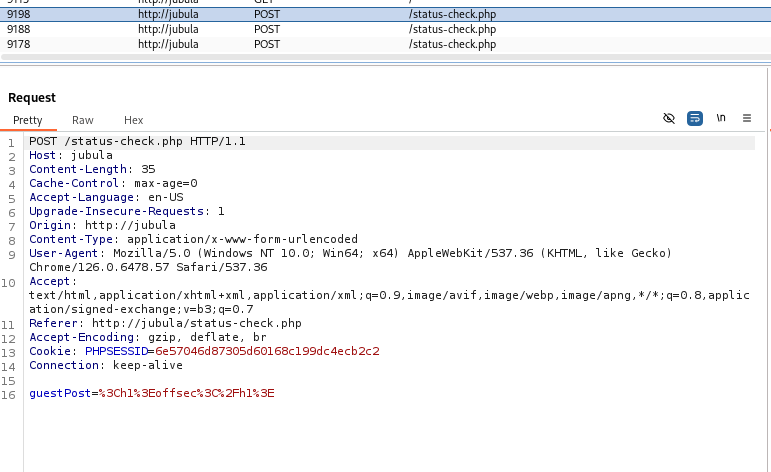 9115 http://jubula GET /
9198 http://jubula POST /status-check.php
9188 http://jubula POST /status-check.php
9178 http://jubula POST /status-check.php
Request
Pretty Raw Hex \n
1 POST /status-check.php HTTP/1.1
2 Host: jubula
3 Content-Length: 35
4 Cache-Control: max-age=0
5 Accept-Language: en-US
6 Upgrade-Insecure-Requests: 1
7 Origin: http://jubula
8 Content-Type: application/x-www-form-urlencoded
9 User-Agent: Mozilla/5.0 (Windows NT 10.0; Win64; x64) AppleWebKit/537.36 (KHTML, like Gecko)
Chrome/126.0.6478.57 Safari/537.36
10 Accept:
text/html,application/xhtml+xml,application/xml;q=0.9,image/avif,image/webp,image/apng,*/*;q=0.8,applic
ation/signed-exchange;v=b3;q=0.7
11 Referer: http://jubula/status-check.php
12 Accept-Encoding: gzip, deflate, br
13 Cookie: PHPSESSID=6e57046d87305d60168c199dc4ecb2c2
14 Connection: keep-alive
15
16 guestPost=%3Ch1%3Eoffsec%3C%2Fh1%3E